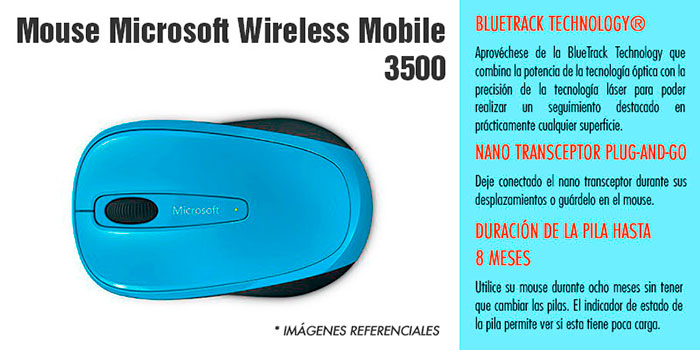 Mouse Microsoft Wireless Mobile
3500
Microsoft
* IMÁGENES REFERENCIALES
BLUETRACK TECHNOLOGY®
Aprovéchese de la BlueTrack Technology que
combina la potencia de la tecnología óptica con la
precisión de la tecnología láser para poder
realizar un seguimiento destacado en
prácticamente cualquier superficie.
NANO TRANSCEPTOR PLUG-AND-GO
Deje conectado el nano transceptor durante sus
desplazamientos o guárdelo en el mouse.
DURACIÓN DE LA PILA HASTA
8 MESES
Utilice su mouse durante ocho meses sin tener
que cambiar las pilas. El indicador de estado de
la pila permite ver si esta tiene poca carga.